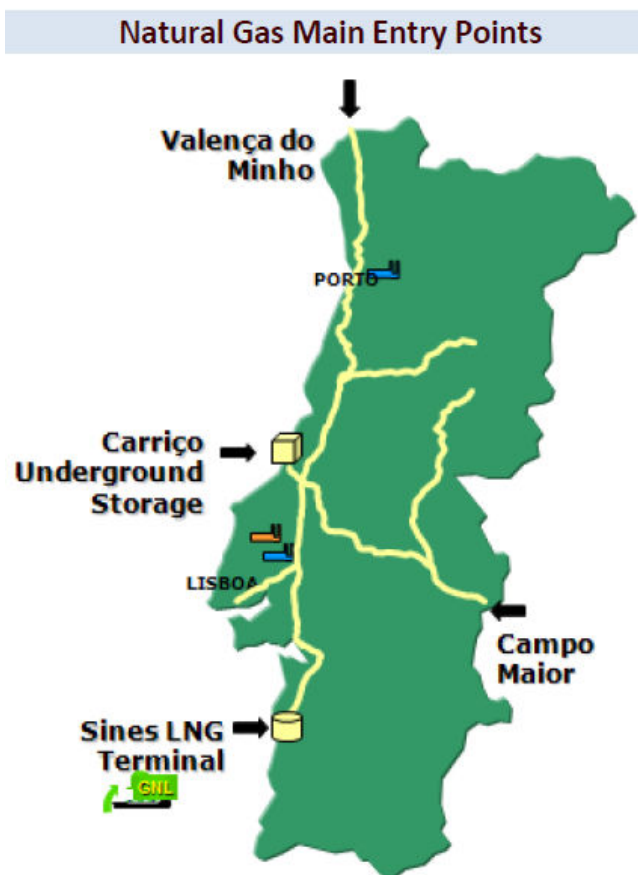 Natural Gas Main Entry Points
Valença do
Minho
PORTO
Carriço
Underground
Storage
LISBOA
Campo
Maior
Sines LNG
Terminal
GNL